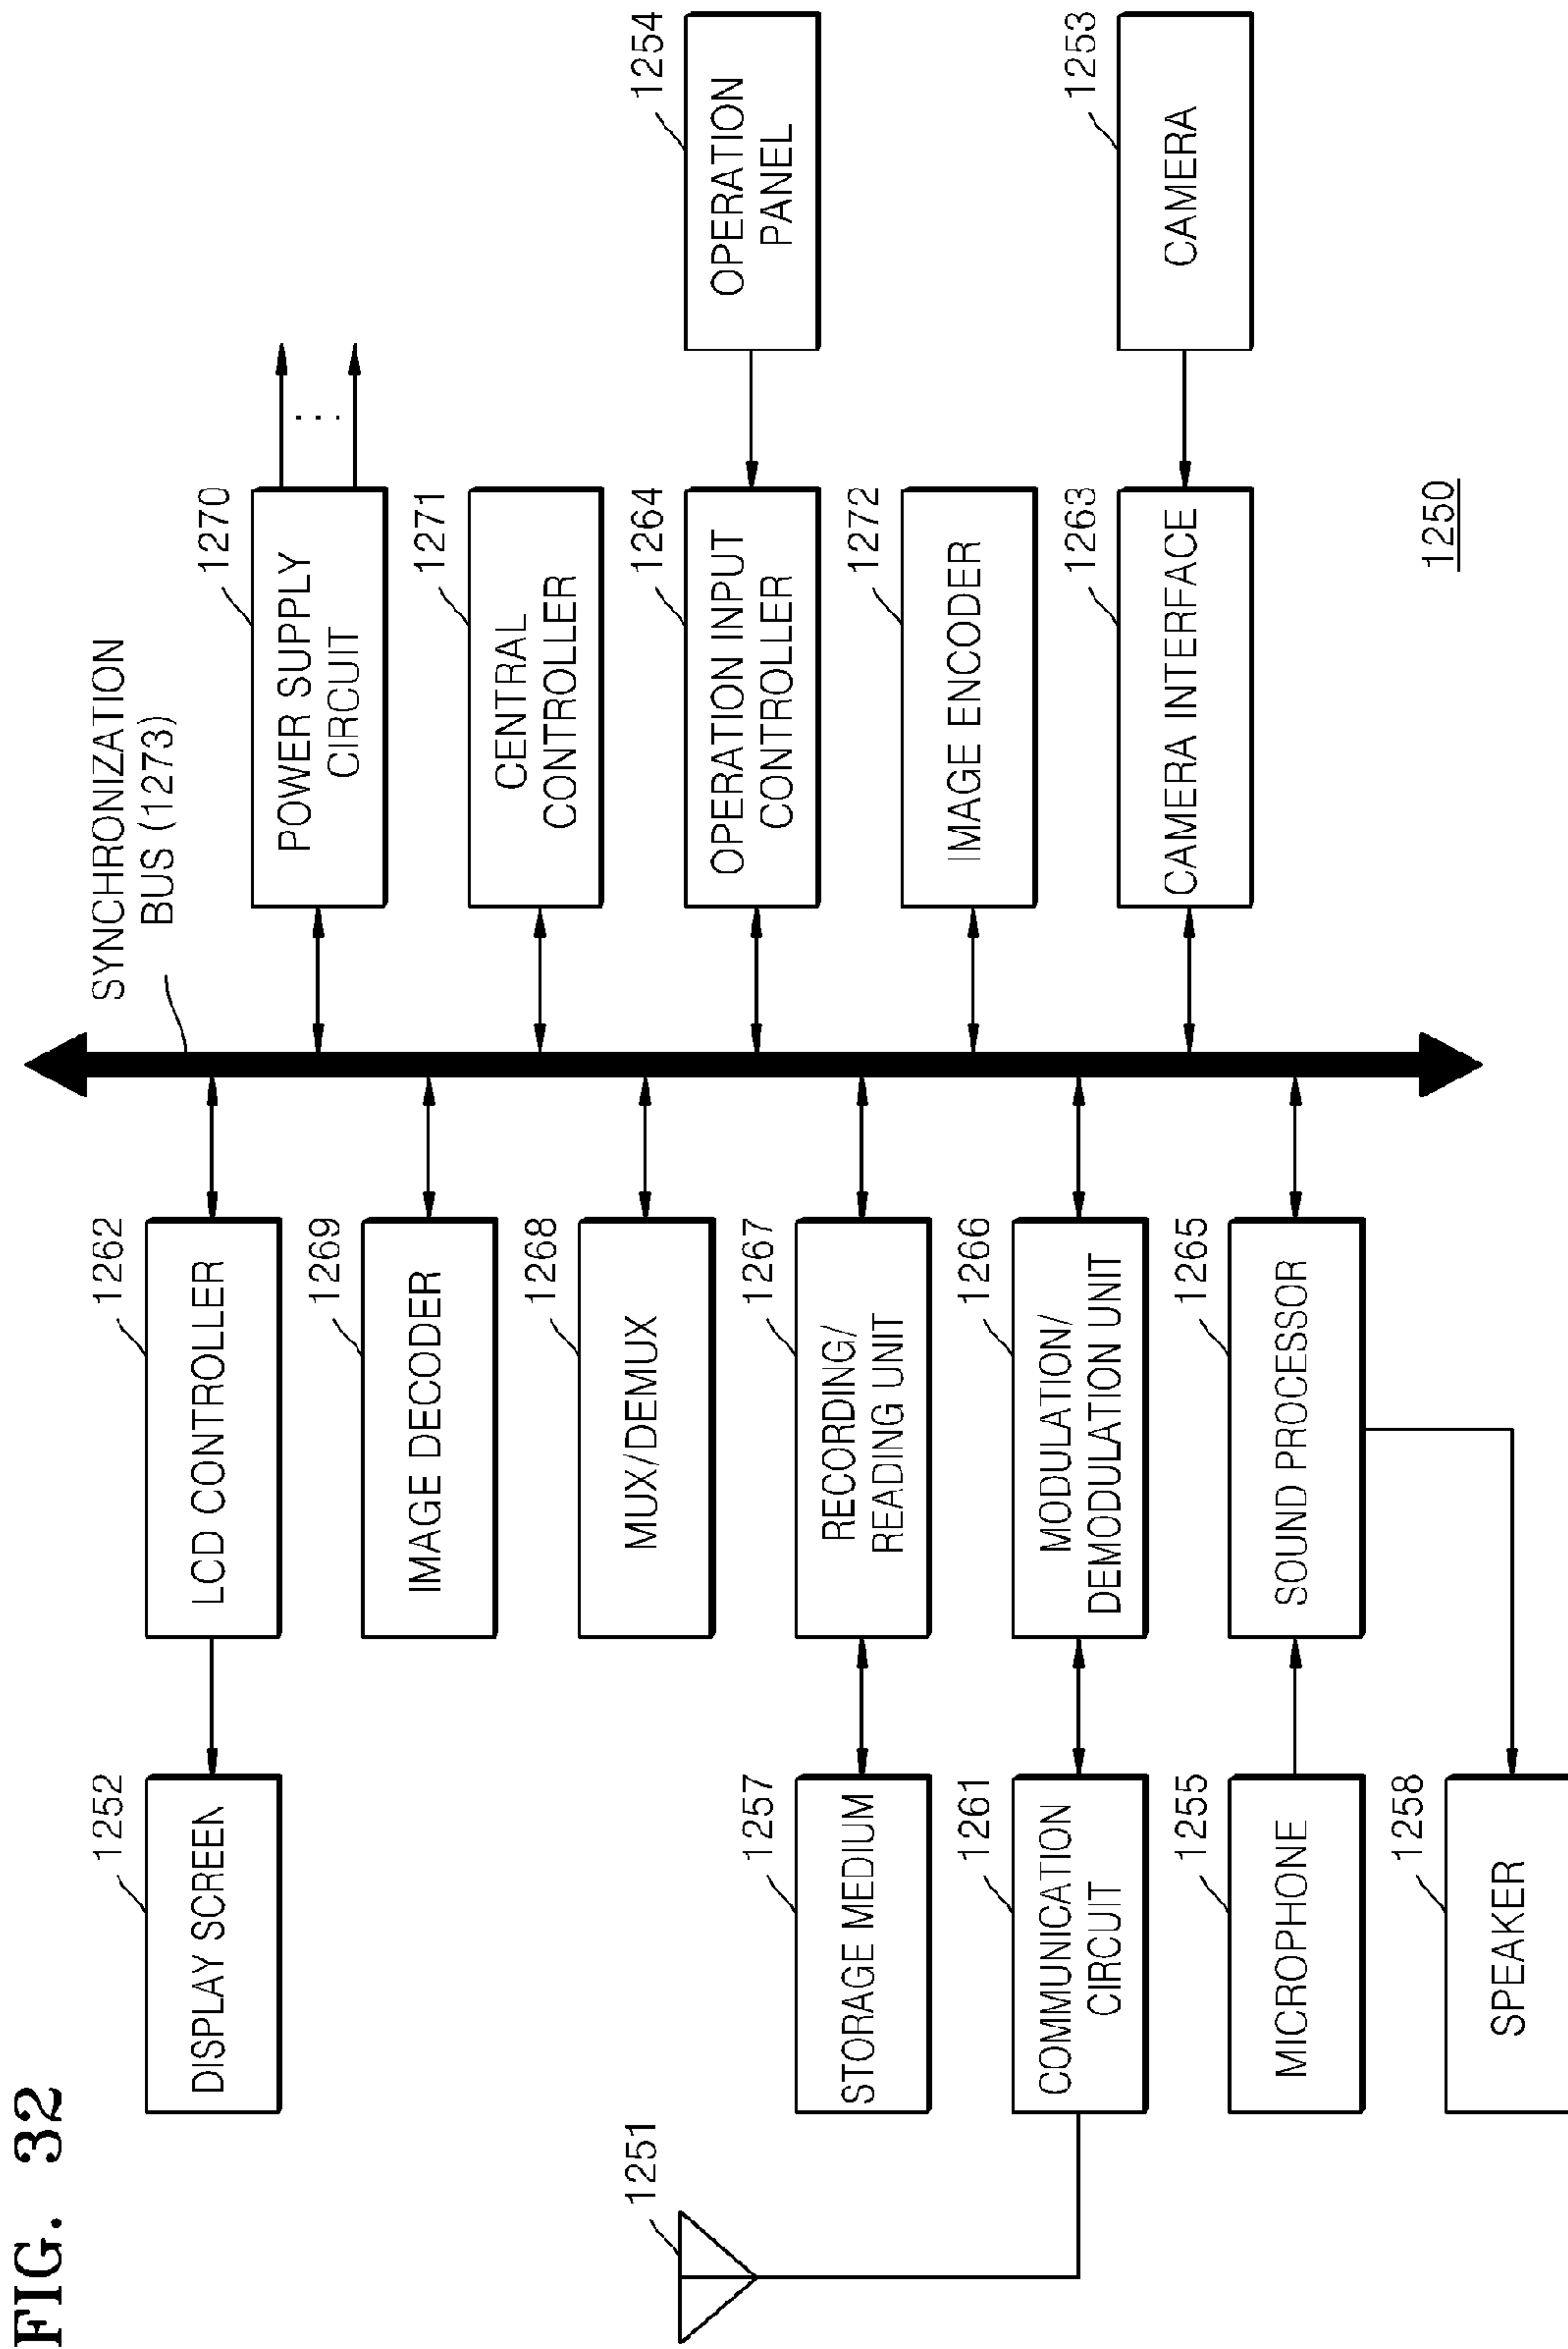 FIG. 32
SYNCHRONIZATION
BUS (1273)
1252
DISPLAY SCREEN
1262
LCD CONTROLLER
1270
POWER SUPPLY
CIRCUIT
1269
IMAGE DECODER
1271
CENTRAL
CONTROLLER
1268
MUX/DEMUX
1264
OPERATION INPUT
CONTROLLER
1254
OPERATION
PANEL
1251
1257
STORAGE MEDIUM
1267
RECORDING/
READING UNIT
1272
IMAGE ENCODER
1261
COMMUNICATION
CIRCUIT
1266
MODULATION/
DEMODULATION UNIT
1263
CAMERA INTERFACE
1253
CAMERA
1255
MICROPHONE
1265
SOUND PROCESSOR
1258
SPEAKER
1250